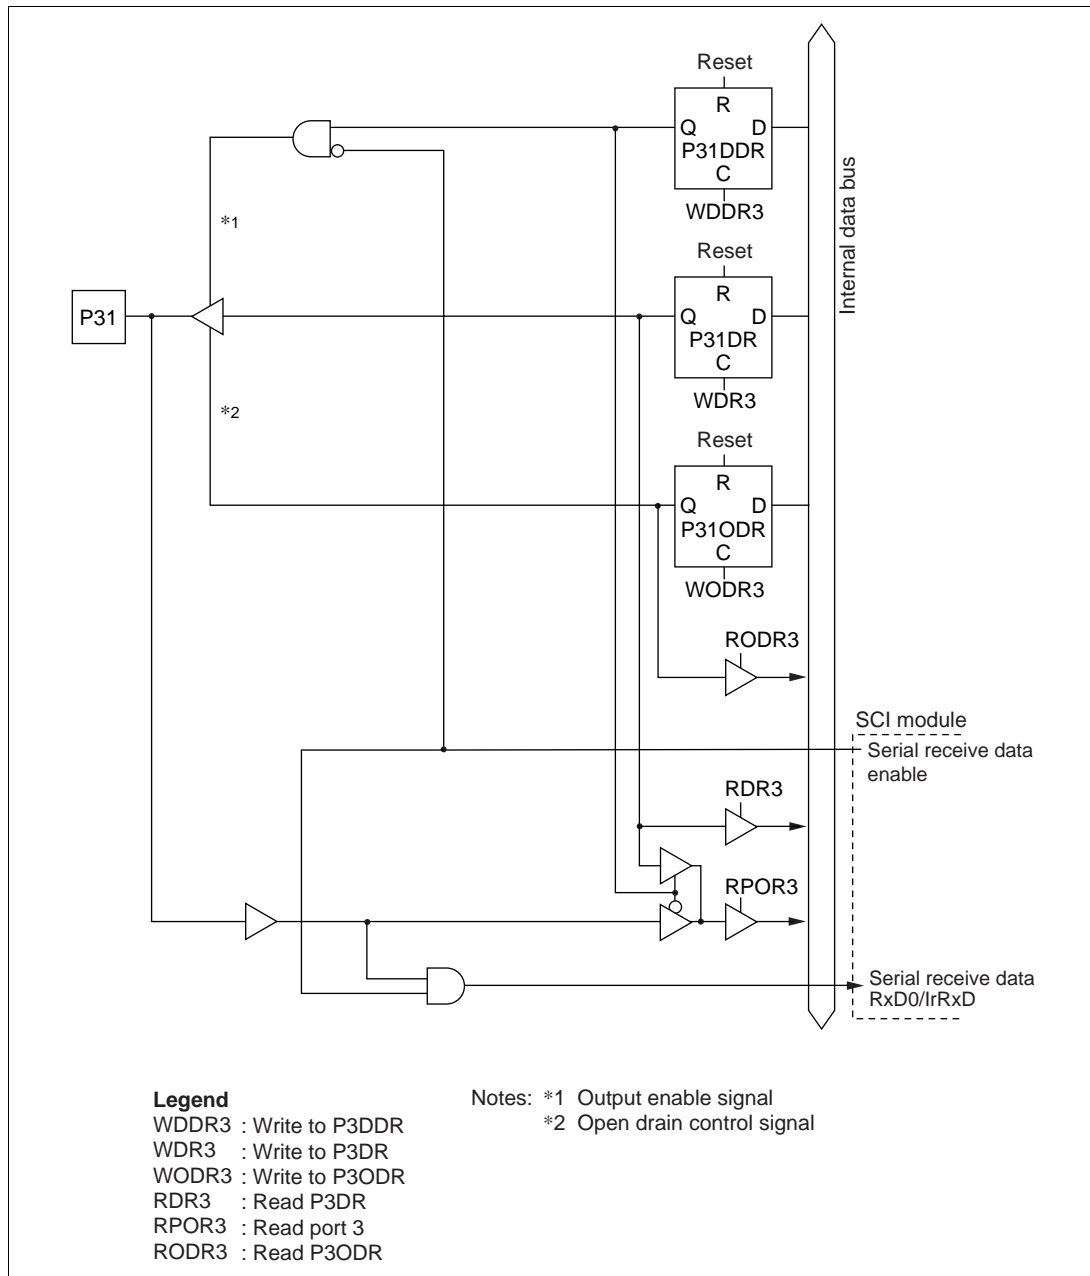 Reset
R
Q D
P31DDR
C
WDDR3
Internal data bus
*1
Reset
R
P31
Q D
P31DR
C
WDR3
*2
Reset
R
Q D
P31ODR
C
WODR3
RODR3
SCI module
Serial receive data
enable
RDR3
RPOR3
Serial receive data
RxD0/IrRxD
Legend
WDDR3 : Write to P3DDR
WDR3 : Write to P3DR
WODR3 : Write to P3ODR
RDR3 : Read P3DR
RPOR3 : Read port 3
RODR3 : Read P3ODR
Notes: *1 Output enable signal
*2 Open drain control signal